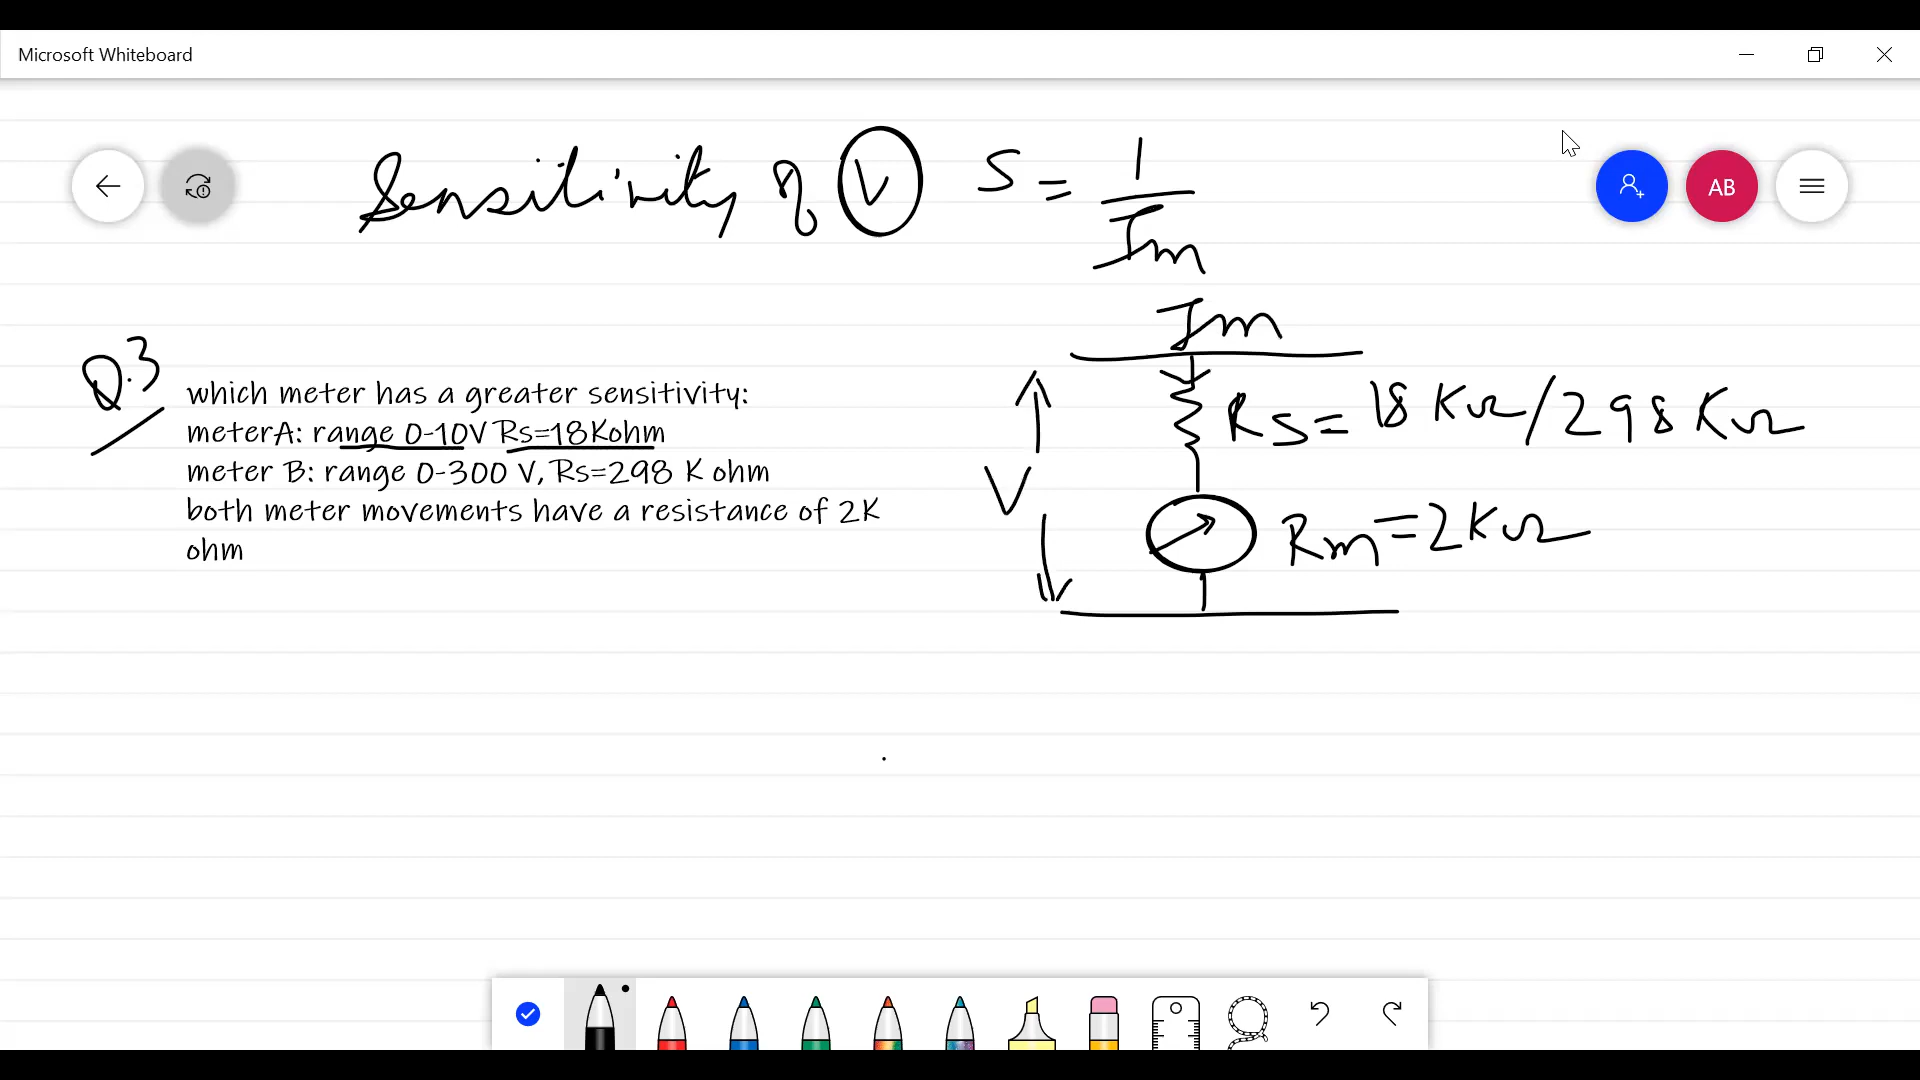 Microsoft Whiteboard
Sensitivity of V S = 1/Im
AB
Im
Q.3
which meter has a greater sensitivity:
meterA: range 0-10V Rs=18Kohm
meter B: range 0-300 V, Rs=298 K ohm
both meter movements have a resistance of 2K
ohm
Rs = 18 KΩ/298 KΩ
V
Rm = 2KΩ